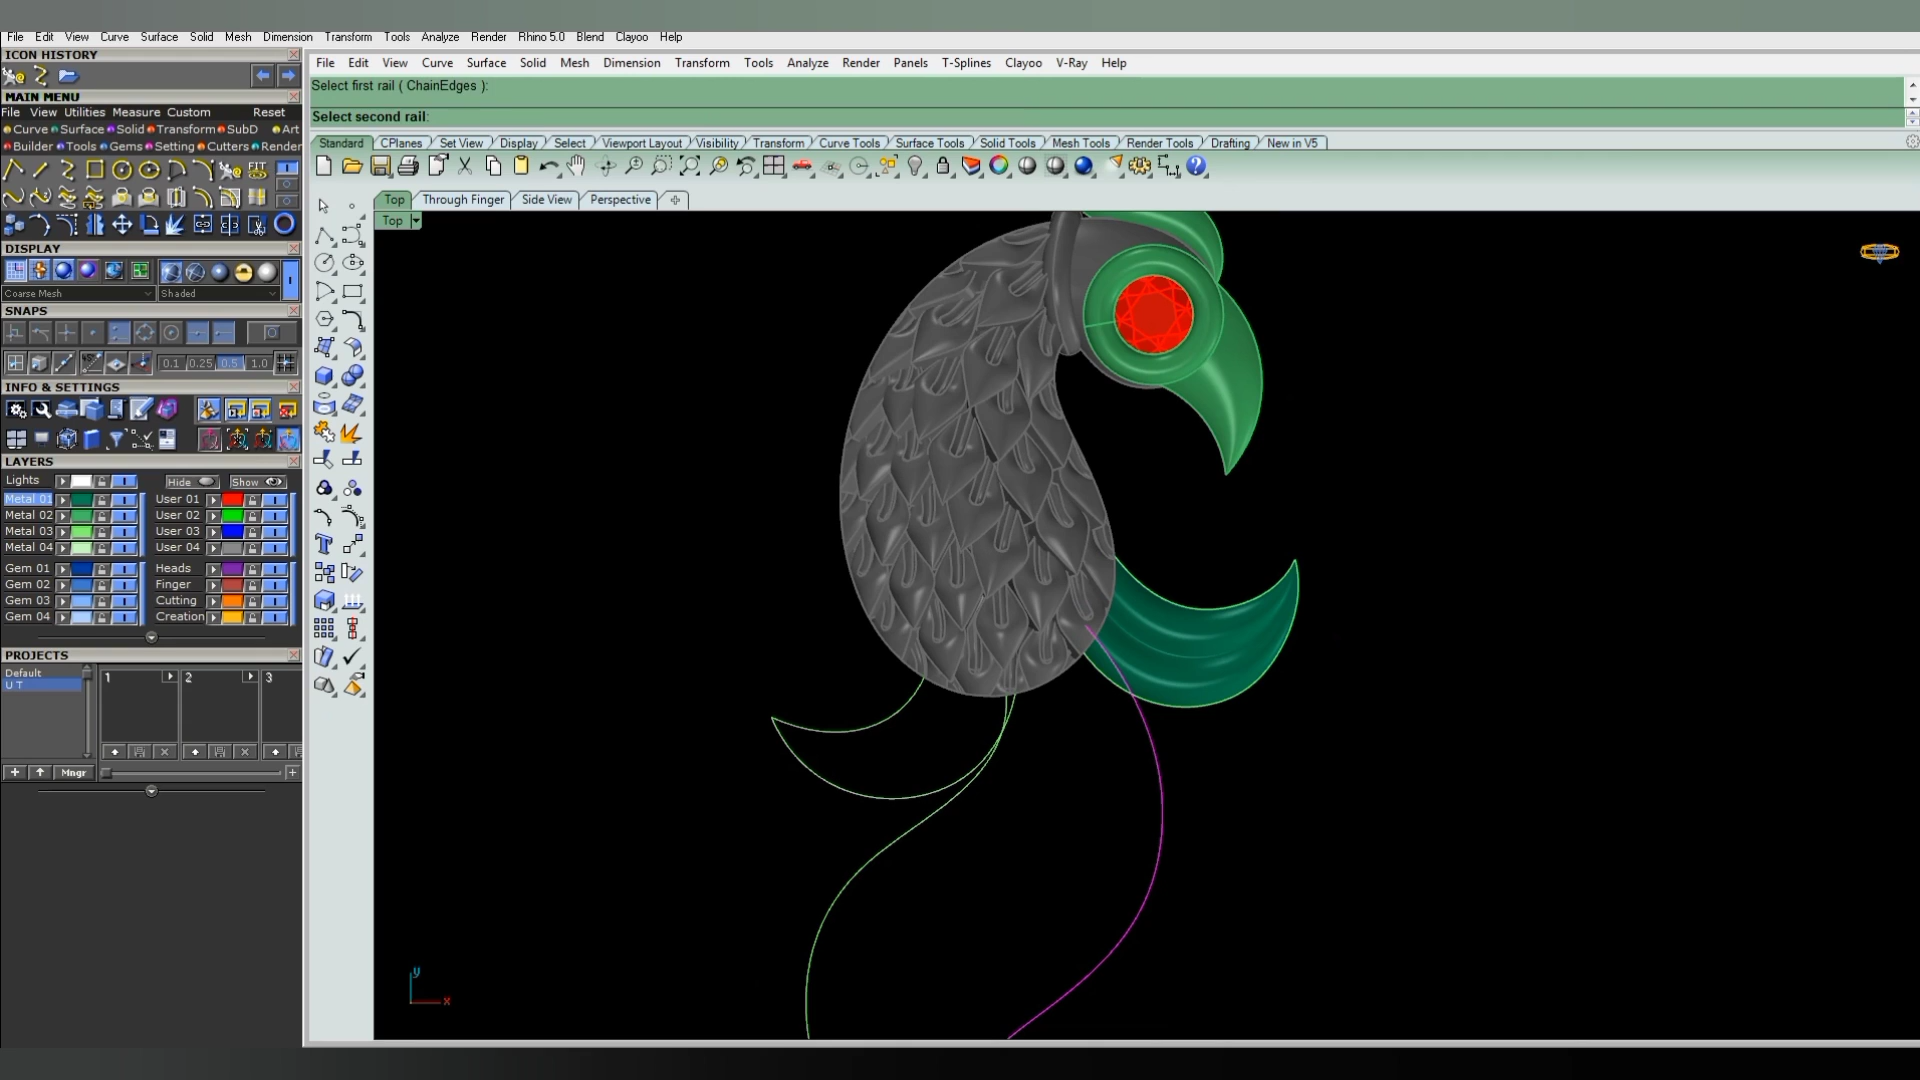 File Edit View Curve Surface Solid Mesh Dimension Transform Tools Analyze Render Rhino 5.0 Blend Clayoo Help
ICON HISTORY
MAIN MENU
File View Utilities Measure Custom Reset
Curve Surface Solid Transform SubD Art
Builder Tools Gems Setting Cutters Render
FIT
DISPLAY
Coarse Mesh Shaded
SNAPS
0.1 0.25 0.5 1.0
INFO & SETTINGS
LAYERS
Lights Hide Show
Metal 01 User 01
Metal 02 User 02
Metal 03 User 03
Metal 04 User 04
Gem 01 Heads
Gem 02 Finger
Gem 03 Cutting
Gem 04 Creation
PROJECTS
Default
U T
1 2 3
Mngr
File Edit View Curve Surface Solid Mesh Dimension Transform Tools Analyze Render Panels T-Splines Clayoo V-Ray Help
Select first rail ( ChainEdges ):
Select second rail:
Standard CPlanes Set View Display Select Viewport Layout Visibility Transform Curve Tools Surface Tools Solid Tools Mesh Tools Render Tools Drafting New in V5
Top Through Finger Side View Perspective
Top
y
x